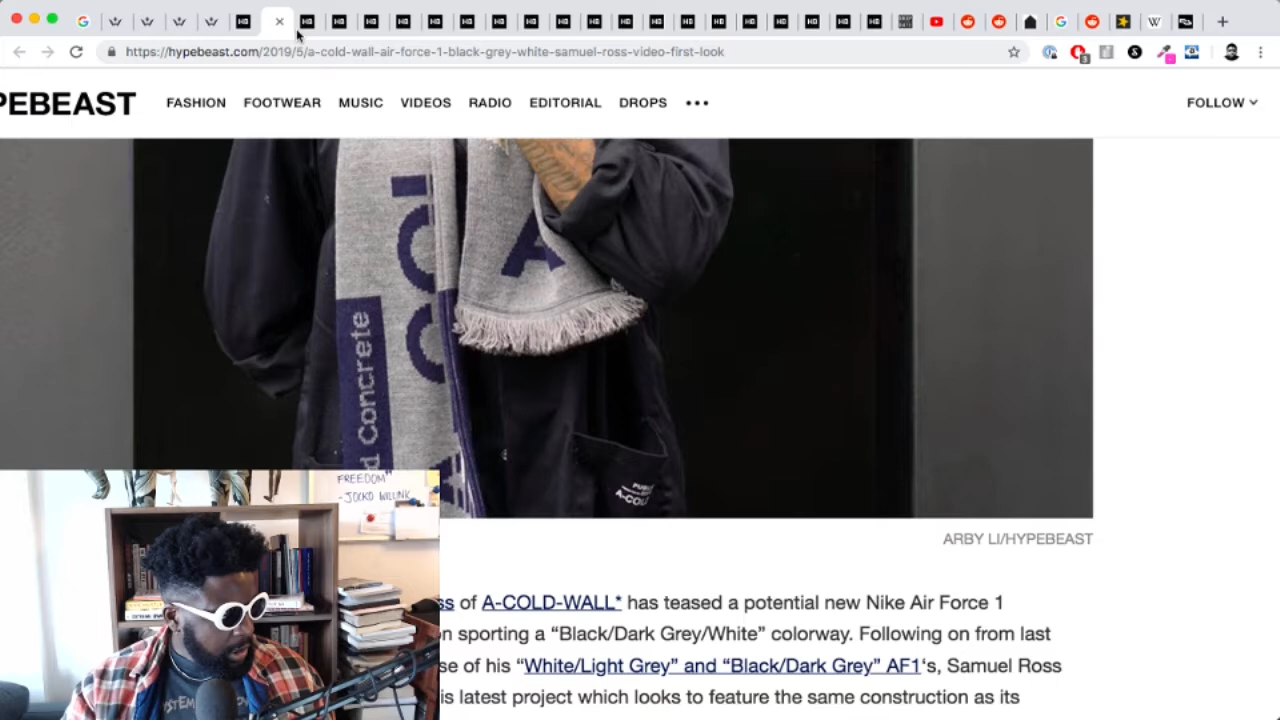 https://hypebeast.com/2019/5/a-cold-wall-air-force-1-black-grey-white-samuel-ross-video-first-look
PEBEAST
FASHION
FOOTWEAR
MUSIC
VIDEOS
RADIO
EDITORIAL
DROPS
FOLLOW
d Concrete
A
A-COL
FREEDOM"
-JOCKO WILLINK
ARBY LI/HYPEBEAST
ss of A-COLD-WALL* has teased a potential new Nike Air Force 1
n sporting a “Black/Dark Grey/White” colorway. Following on from last
se of his “White/Light Grey” and “Black/Dark Grey” AF1‘s, Samuel Ross
is latest project which looks to feature the same construction as its